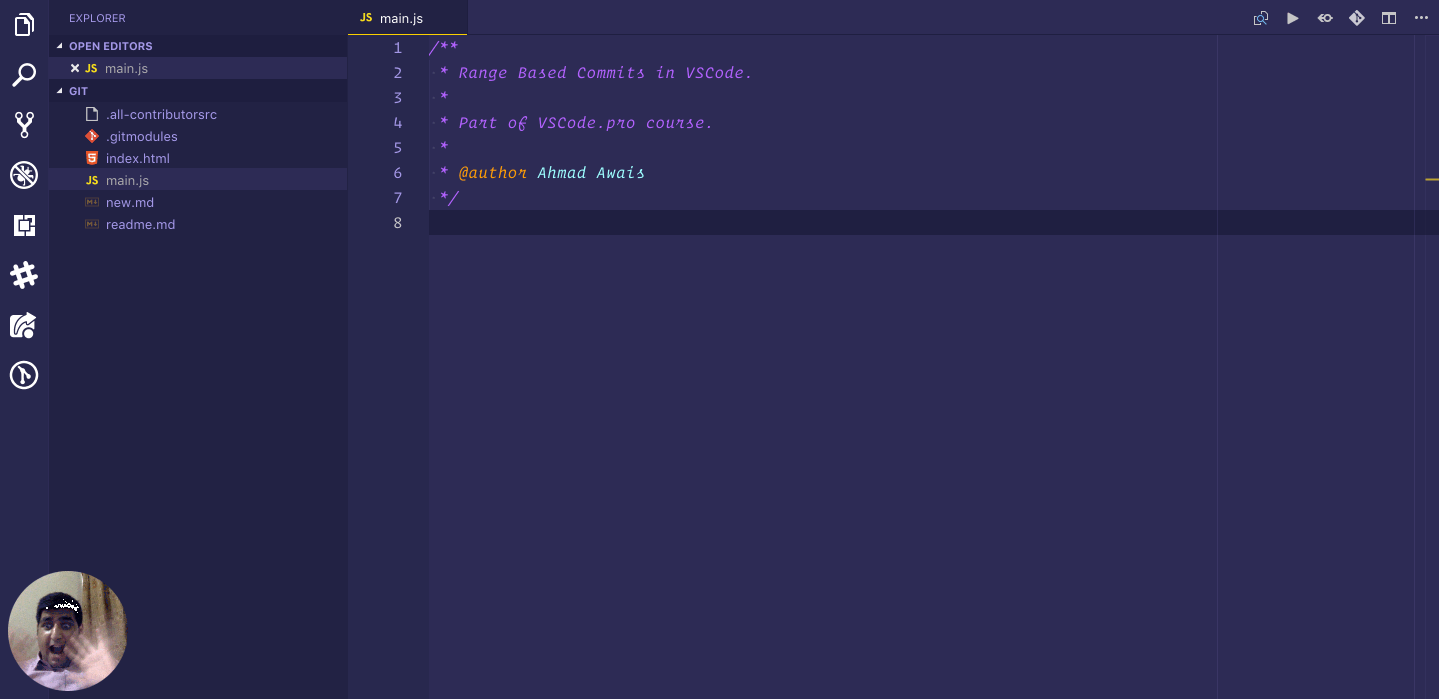 EXPLORER
OPEN EDITORS
JS main.js
GIT
.all-contributorsrc
.gitmodules
index.html
JS main.js
new.md
readme.md
JS main.js
1 /**
2 * Range Based Commits in VSCode.
3 *
4 * Part of VSCode.pro course.
5 *
6 * @author Ahmad Awais
7 */
8